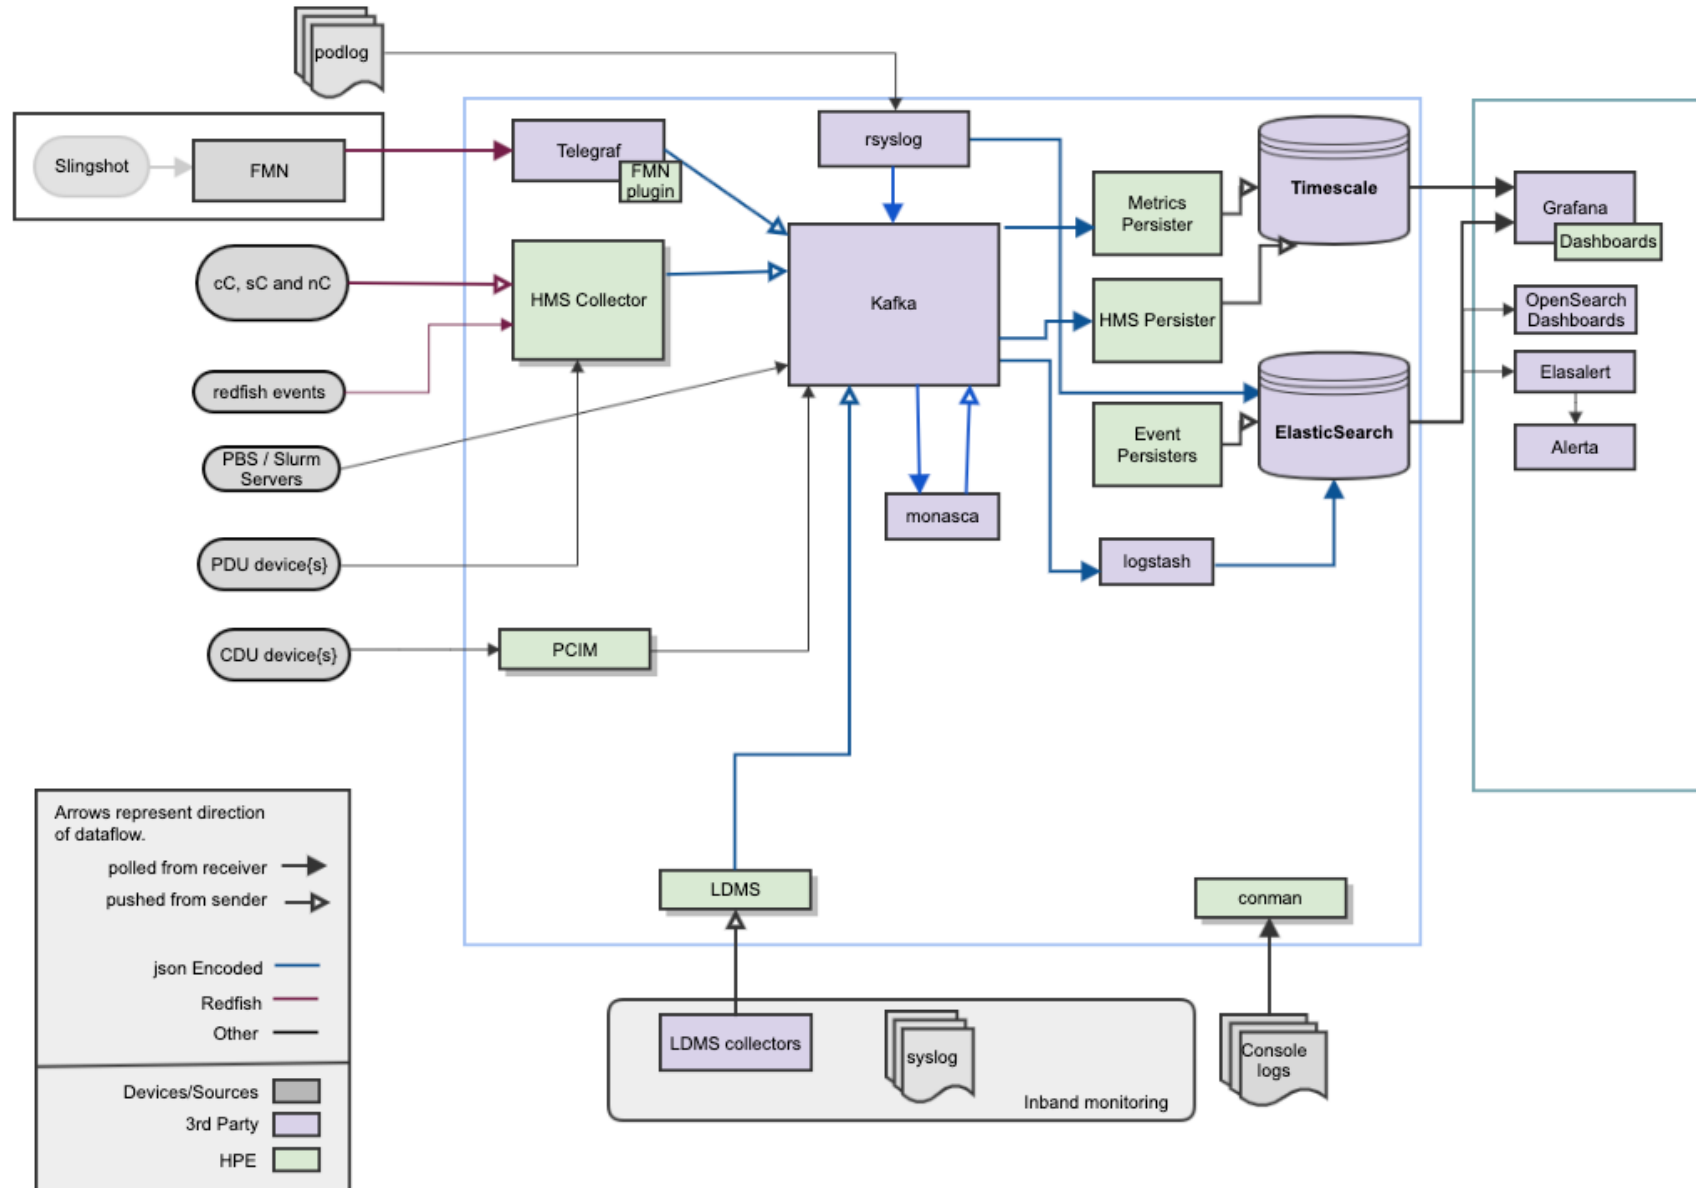 podlog
Slingshot
FMN
Telegraf
FMN
plugin
rsyslog
Timescale
Metrics
Persister
Grafana
Dashboards
cC, sC and nC
HMS Collector
Kafka
HMS Persister
OpenSearch
Dashboards
redfish events
Elasalert
PBS / Slurm
Servers
Event
Persisters
ElasticSearch
Alerta
monasca
PDU device{s}
logstash
CDU device{s}
PCIM
Arrows represent direction
of dataflow.
polled from receiver
pushed from sender
json Encoded
Redfish
Other
Devices/Sources
3rd Party
HPE
LDMS
conman
LDMS collectors
syslog
Inband monitoring
Console
logs